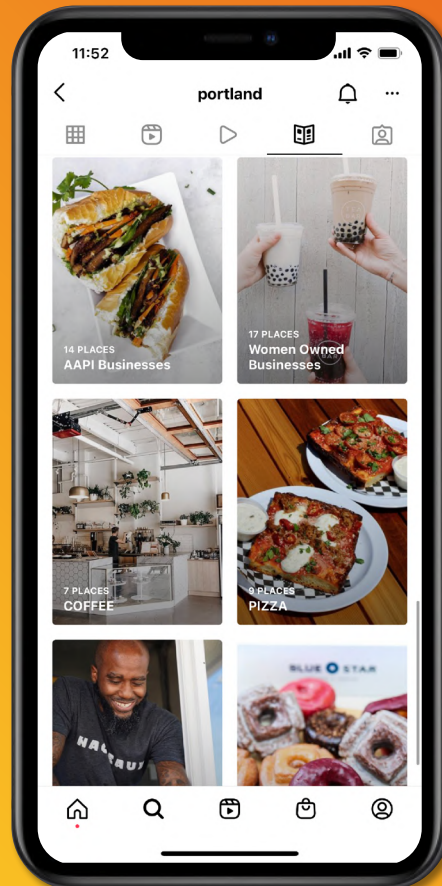 11:52
portland
14 PLACES
AAPI Businesses
17 PLACES
Women Owned
Businesses
7 PLACES
COFFEE
9 PLACES
PIZZA
BLUE STAR